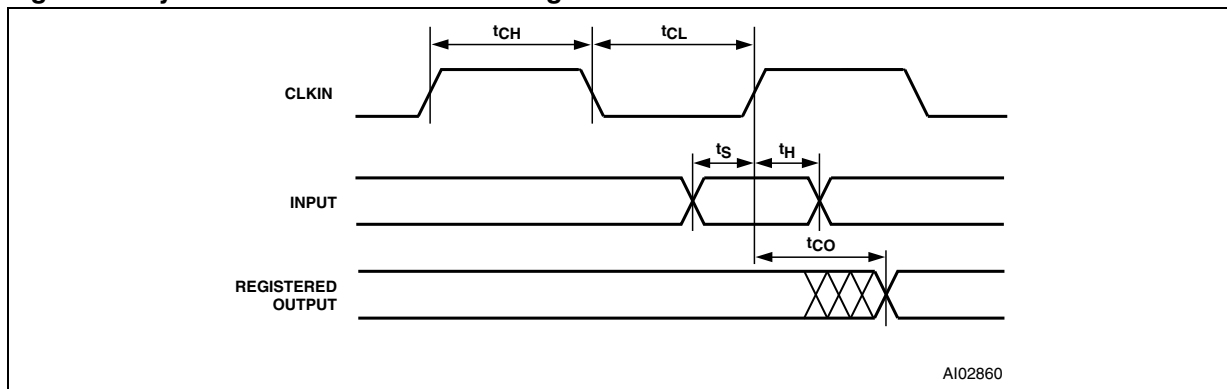 tCH tCL
CLKIN
tS tH
INPUT
tCO
REGISTERED
OUTPUT
AI02860